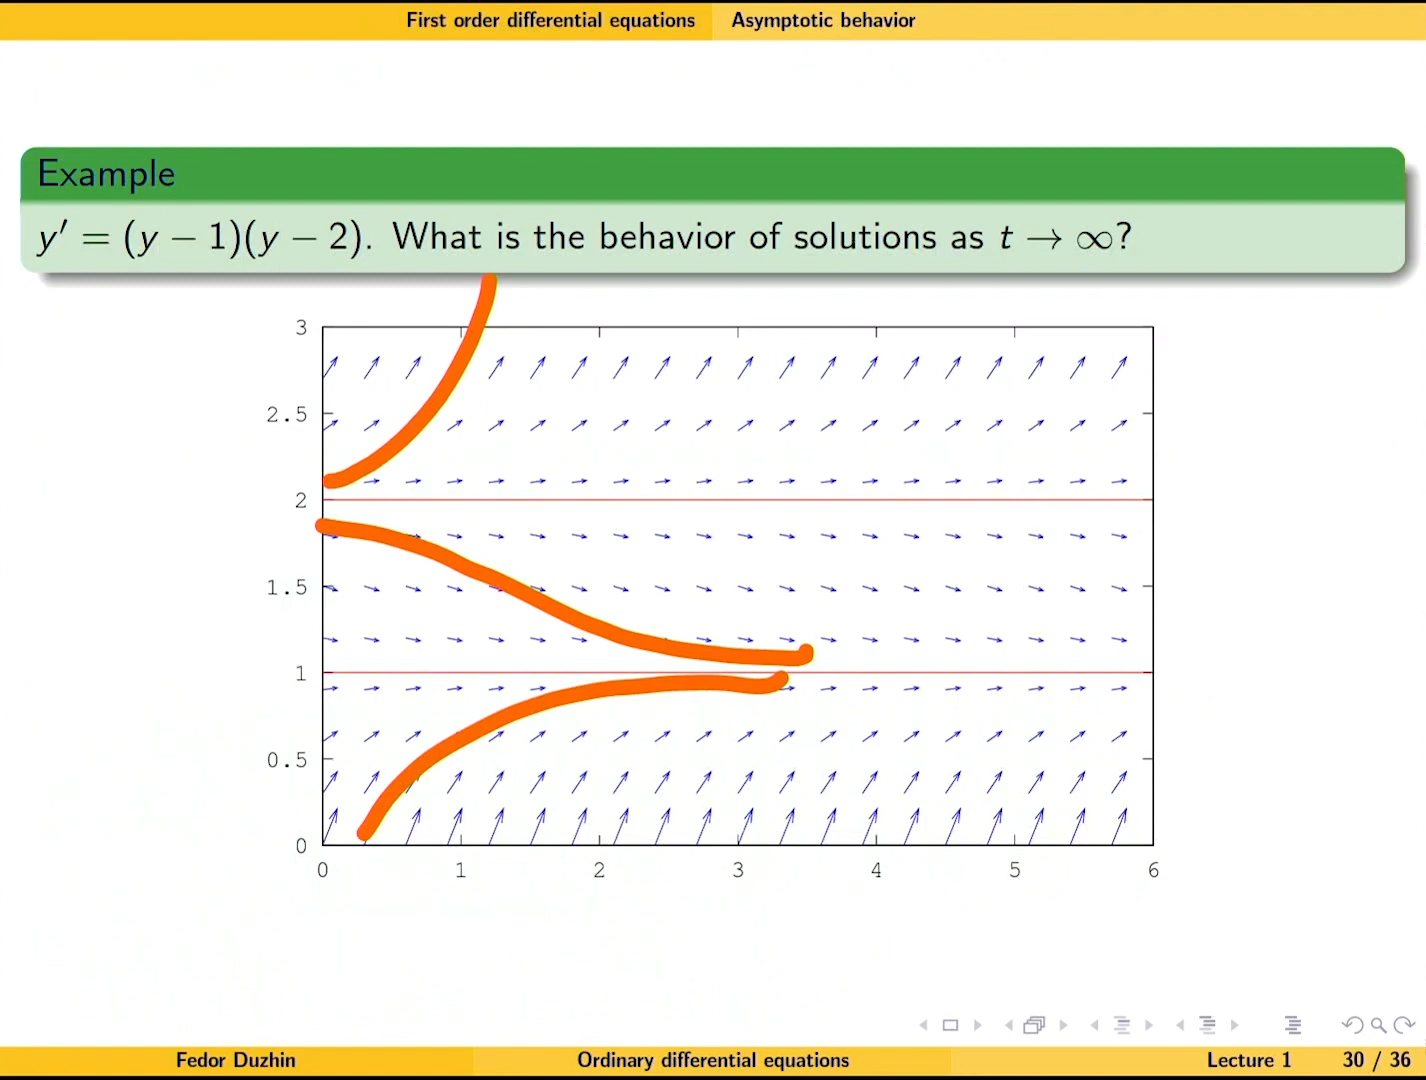 First order differential equations Asymptotic behavior
Example
y′ = (y − 1)(y − 2). What is the behavior of solutions as t → ∞?
3
2.5
2
1.5
1
0.5
0
0 1 2 3 4 5 6
Fedor Duzhin Ordinary differential equations Lecture 1 30 / 36